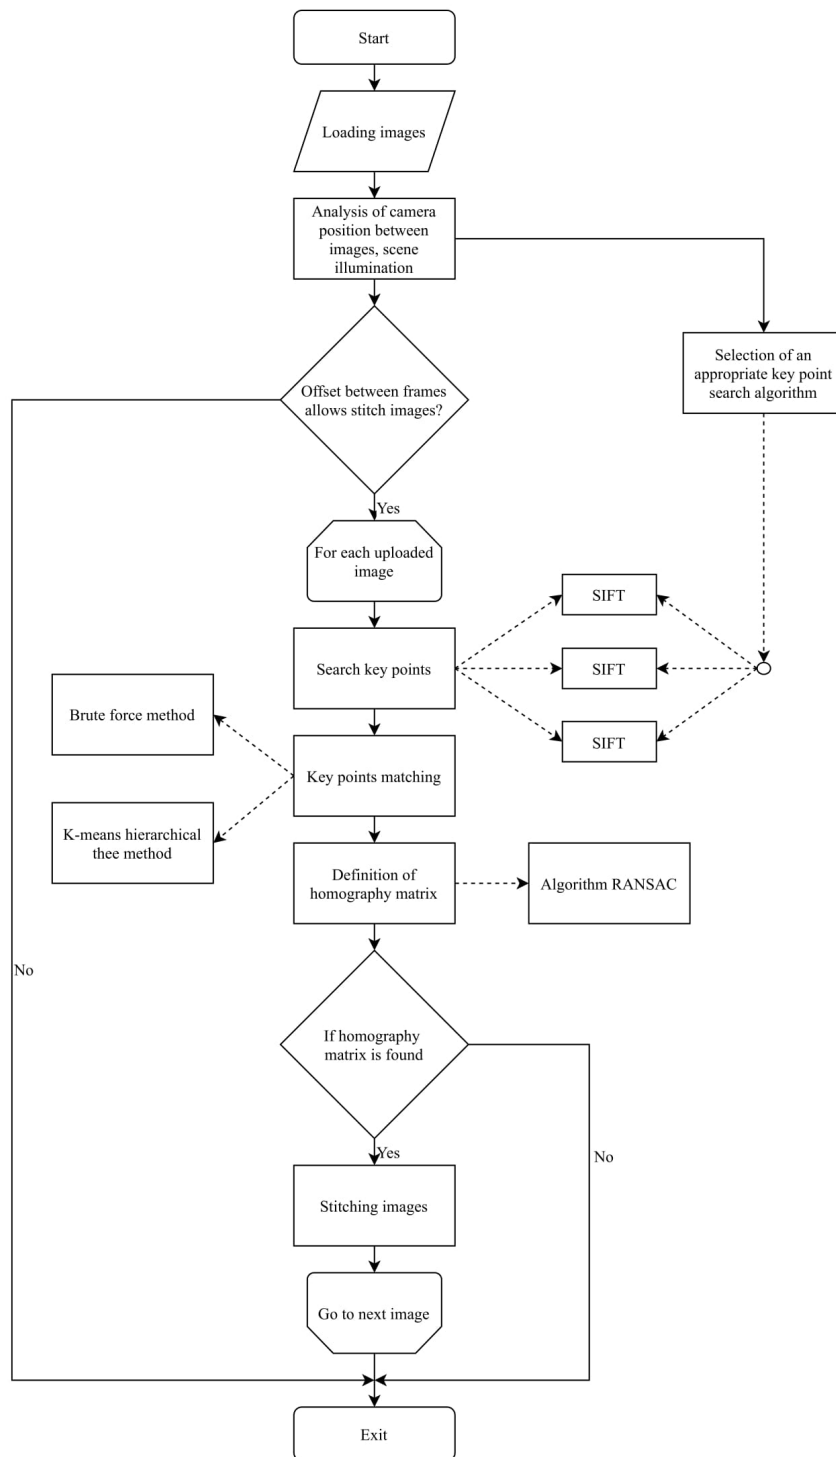 Start
Loading images
Analysis of camera
position between
images, scene
illumination
Offset between frames
allows stitch images?
Selection of an
appropriate key point
search algorithm
Yes
For each uploaded
image
SIFT
Search key points
SIFT
SIFT
Brute force method
Key points matching
K-means hierarchical
thee method
Definition of
homography matrix
Algorithm RANSAC
No
If homography
matrix is found
Yes
No
Stitching images
Go to next image
Exit